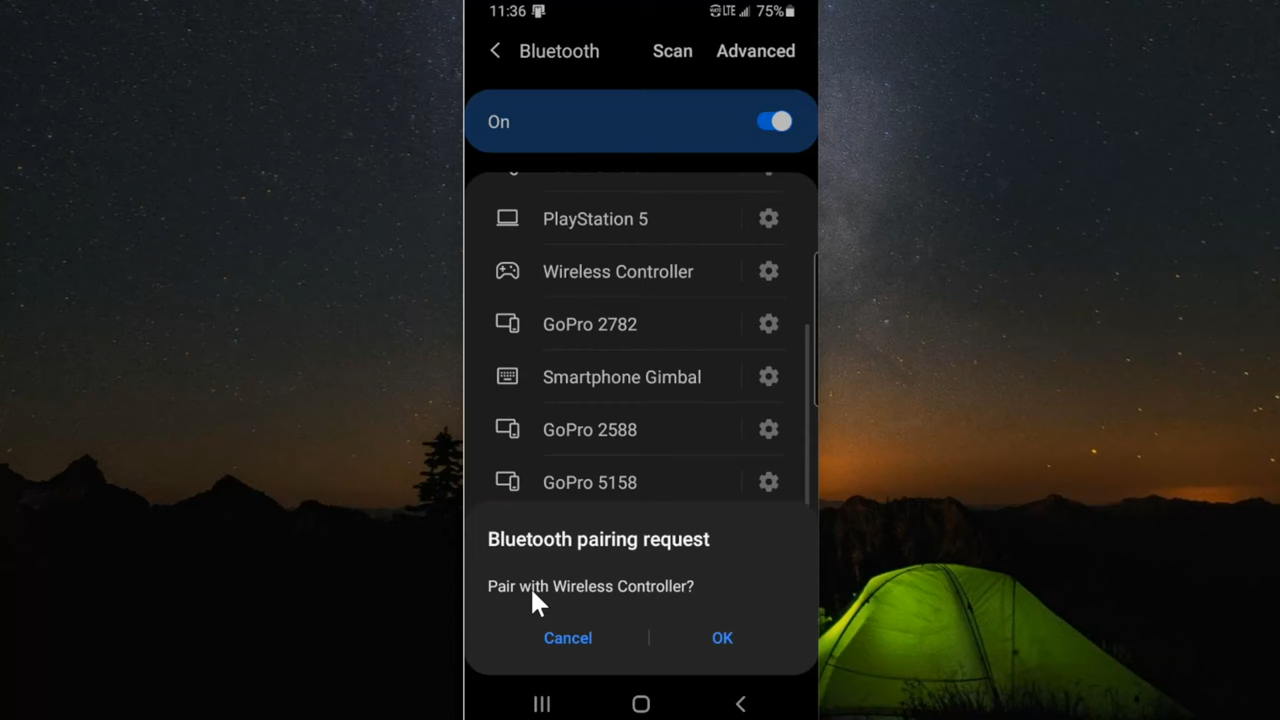 11:36 LTE 75%
Bluetooth Scan Advanced
On
PlayStation 5
Wireless Controller
GoPro 2782
Smartphone Gimbal
GoPro 2588
GoPro 5158
Bluetooth pairing request
Pair with Wireless Controller?
Cancel OK